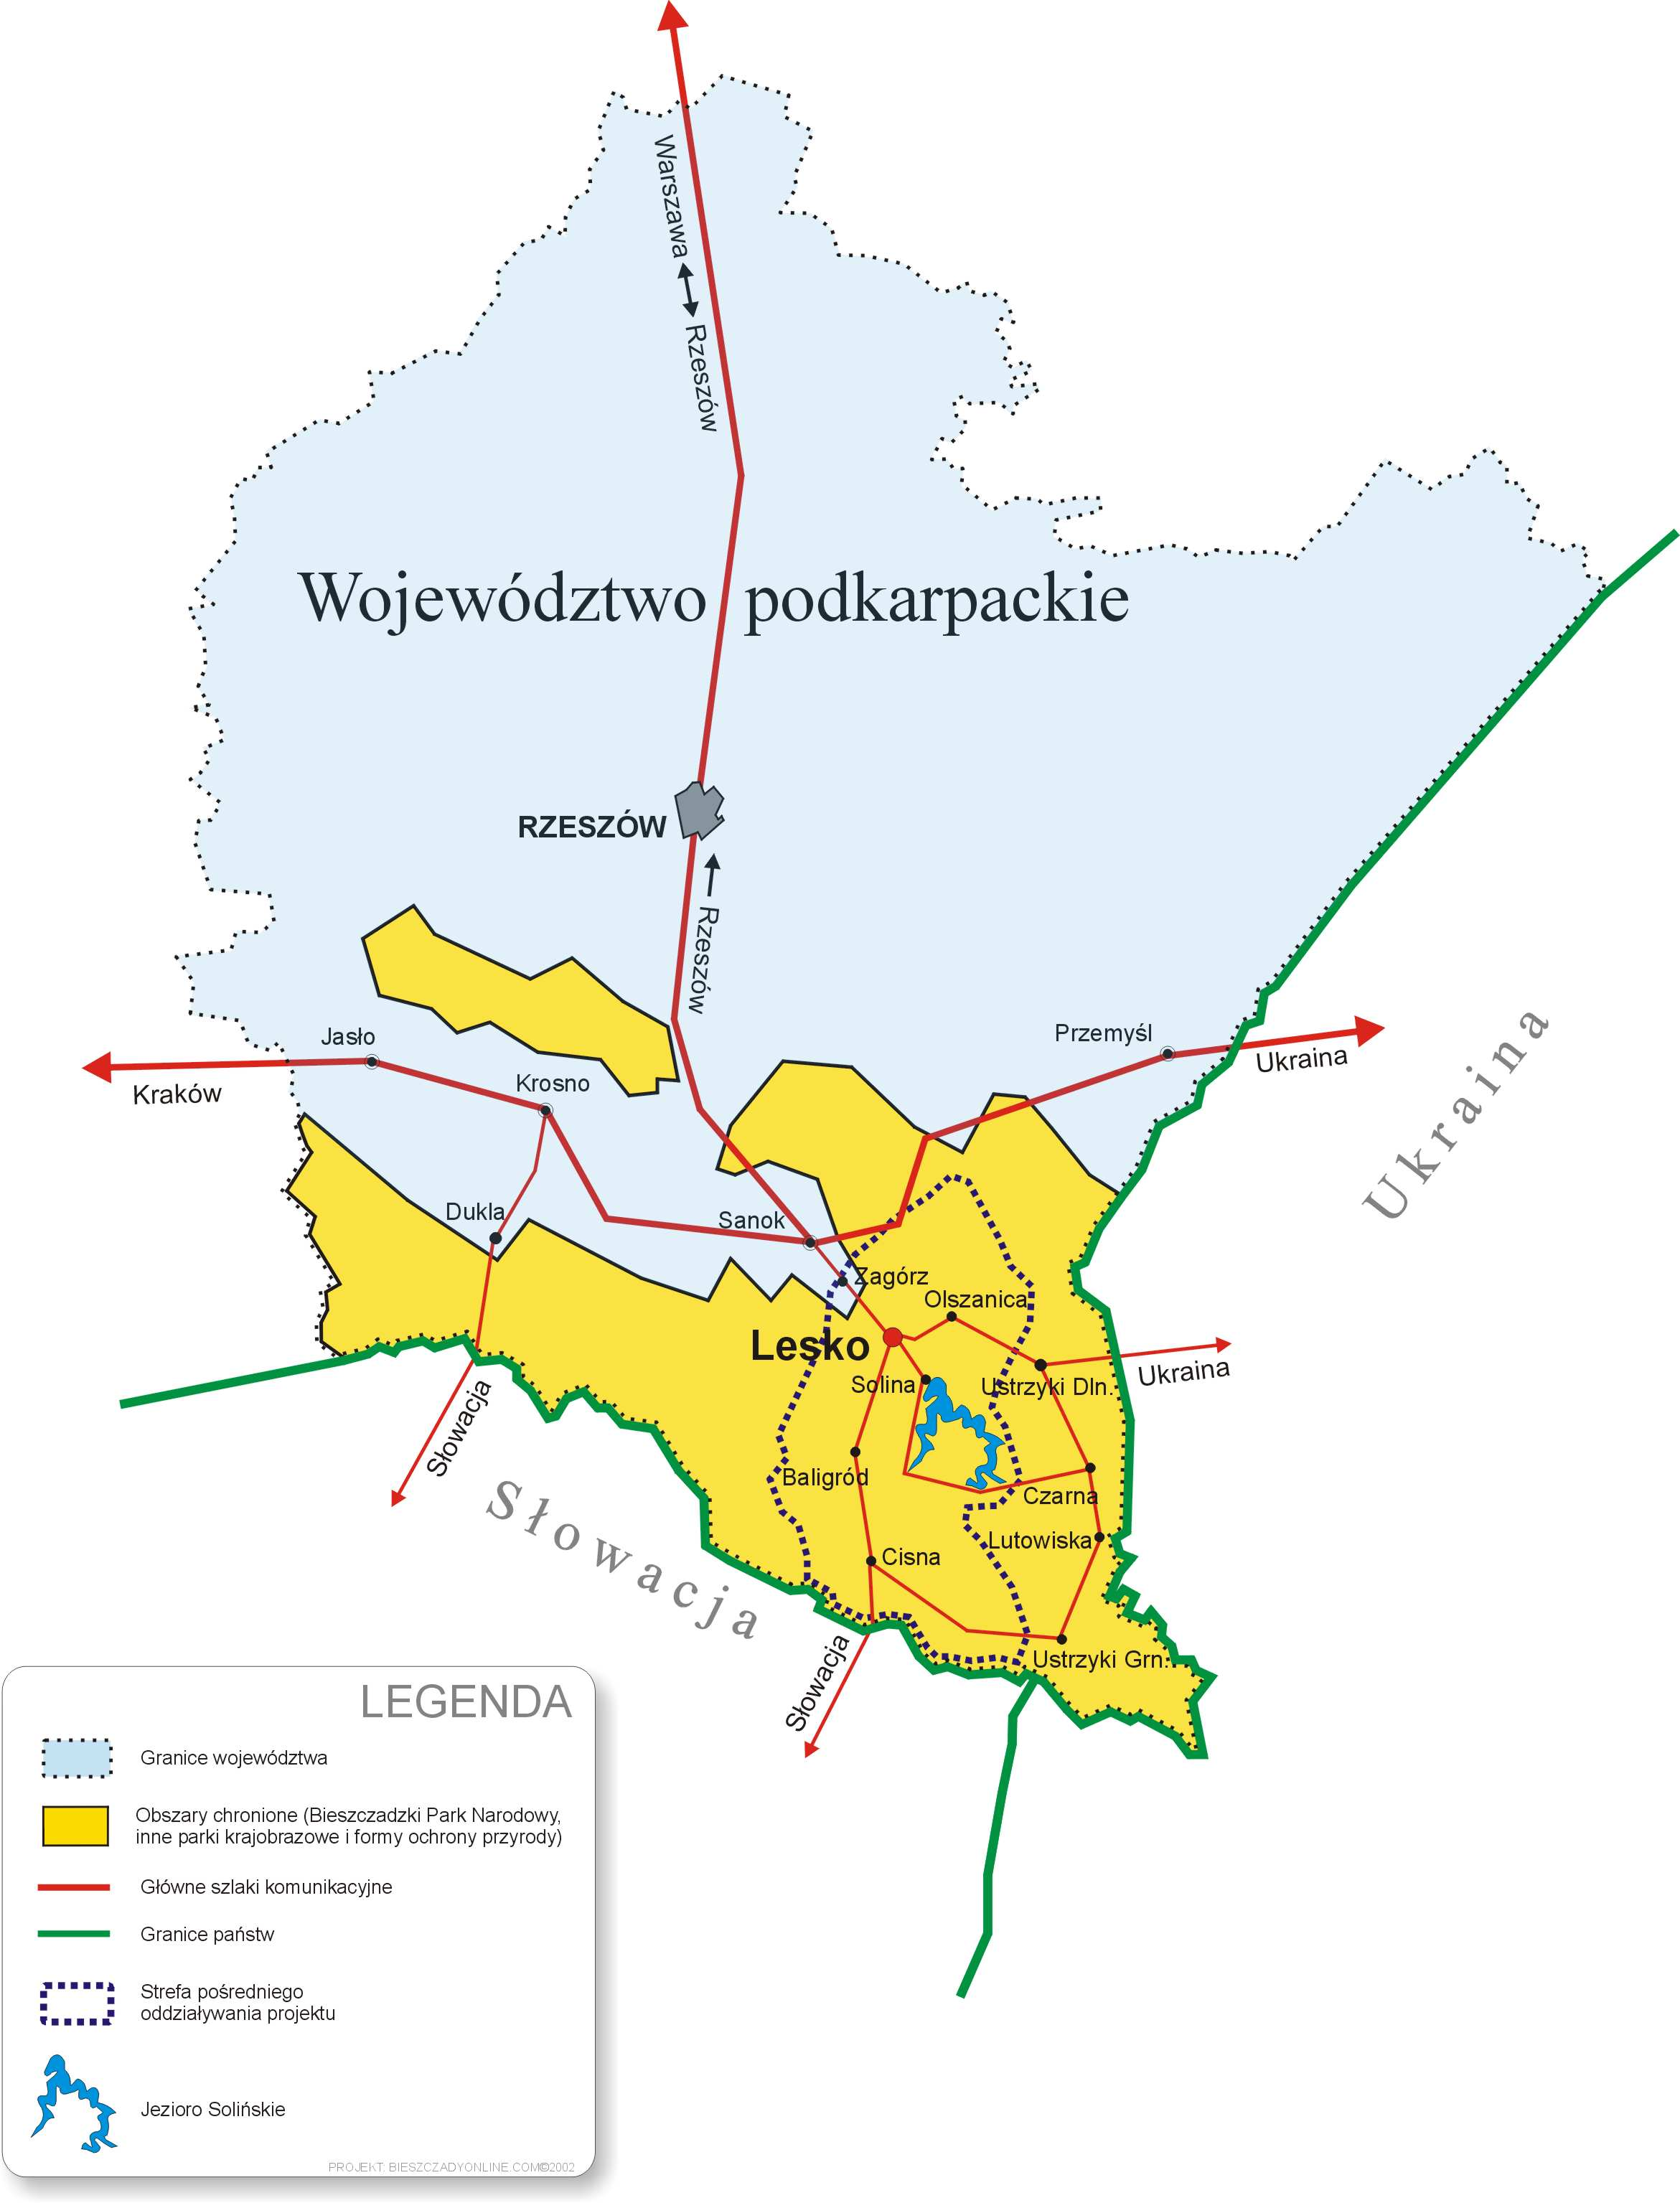 Warszawa
Rzeszów
Województwo podkarpackie
RZESZÓW
Rzeszów
Jasło
Kraków
Krosno
Przemyśl
Ukraina
Ukraina
Dukla
Sanok
Zagórz
Olszanica
Lesko
Ukraina
Solina
Ustrzyki Dln.
Słowacja
Baligród
Czarna
Słowacja
Lutowiska
Cisna
Ustrzyki Grn.
Słowacja
LEGENDA
Granice województwa
Obszary chronione (Bieszczadzki Park Narodowy,
inne parki krajobrazowe i formy ochrony przyrody)
Główne szlaki komunikacyjne
Granice państw
Strefa pośredniego
oddziaływania projektu
Jezioro Solińskie
PROJEKT: BIESZCZADYONLINE.COM©2002